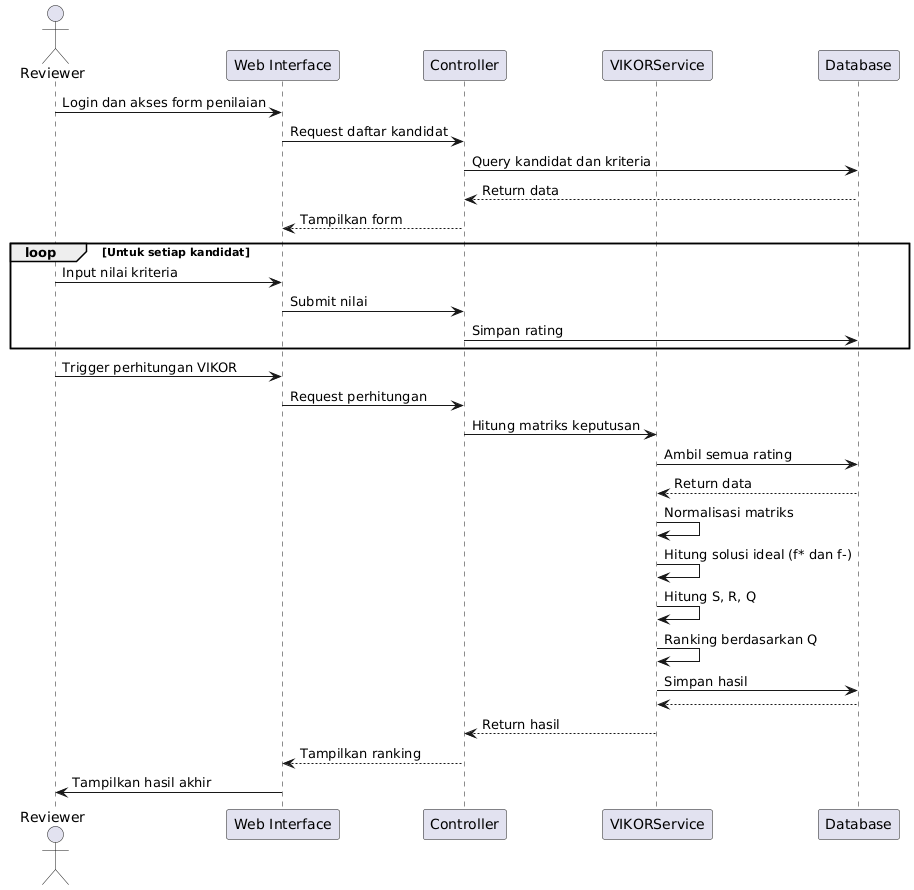 Reviewer
Web Interface
Controller
VIKORService
Database
Login dan akses form penilaian
Request daftar kandidat
Query kandidat dan kriteria
Return data
Tampilkan form
loop
[Untuk setiap kandidat]
Input nilai kriteria
Submit nilai
Simpan rating
Trigger perhitungan VIKOR
Request perhitungan
Hitung matriks keputusan
Ambil semua rating
Return data
Normalisasi matriks
Hitung solusi ideal (f* dan f-)
Hitung S, R, Q
Ranking berdasarkan Q
Simpan hasil
Return hasil
Tampilkan ranking
Tampilkan hasil akhir
Reviewer
Web Interface
Controller
VIKORService
Database